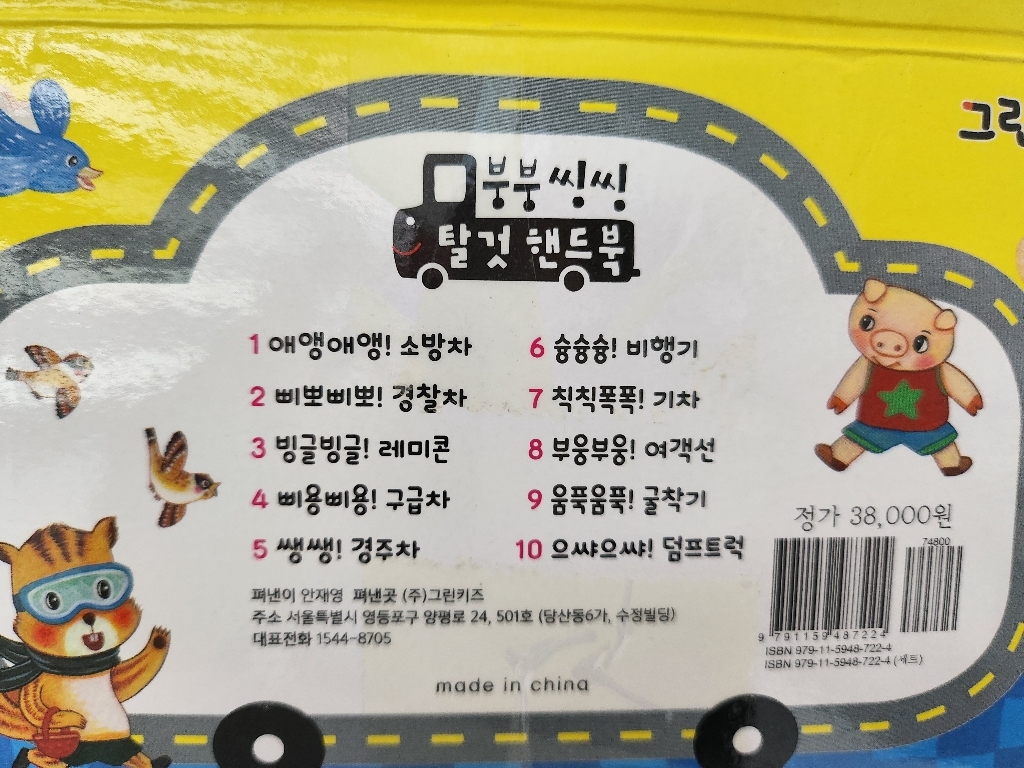 그린
붕붕 씽씽
탈것 핸드북
1 애앵애앵! 소방차
2 삐뽀삐뽀! 경찰차
3 빙글빙글! 레미콘
4 삐용삐용! 구급차
5 쌩쌩! 경주차
6 슝슝슝! 비행기
7 칙칙폭폭! 기차
8 부웅부웅! 여객선
9 움푹움푹! 굴착기
10 으쌰으쌰! 덤프트럭
정가 38,000원
74800
9 791159 487224
ISBN 979-11-5948-722-4
ISBN 979-11-5948-722-4 (세트)
펴낸이 안재영 펴낸곳 (주)그린키즈
주소 서울특별시 영등포구 양평로 24, 501호 (당산동6가, 수정빌딩)
대표전화 1544-8705
made in china